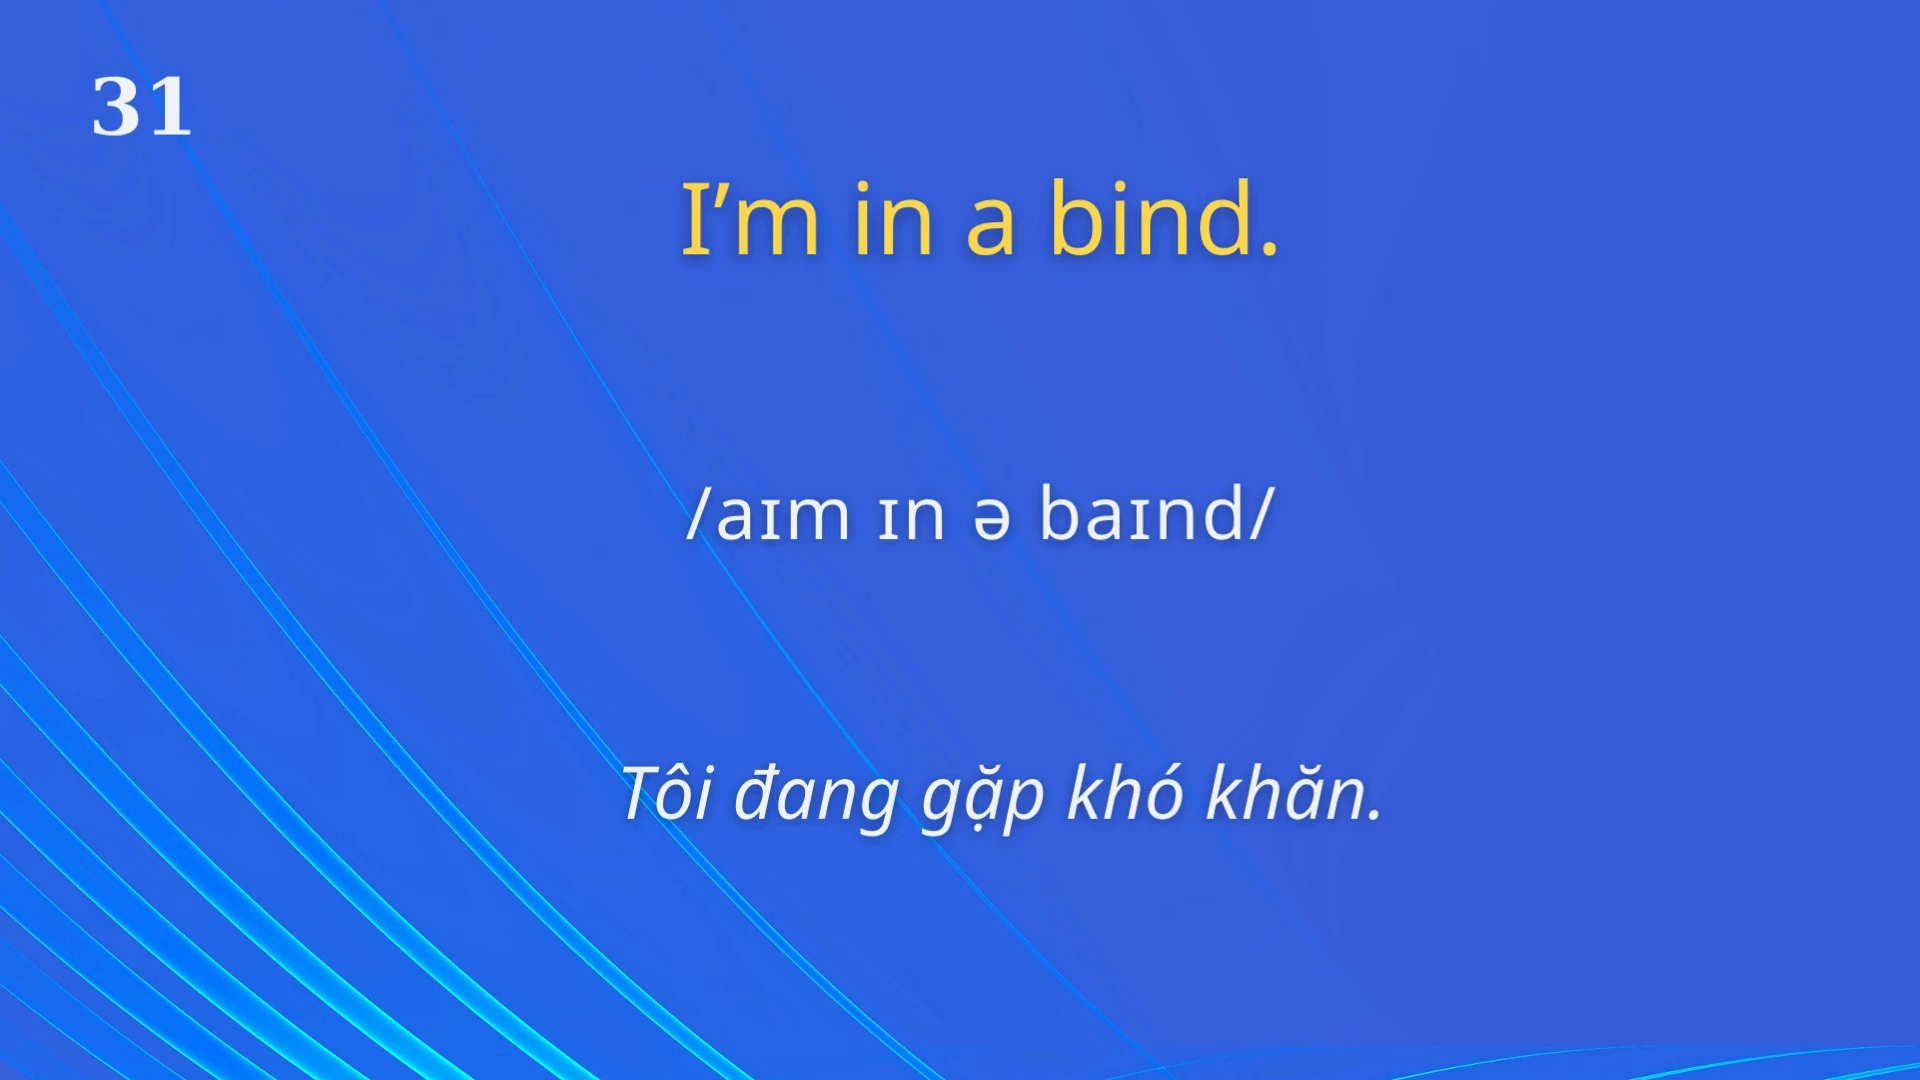 31
I’m in a bind.
/aɪm ɪn ə baɪnd/
Tôi đang gặp khó khăn.